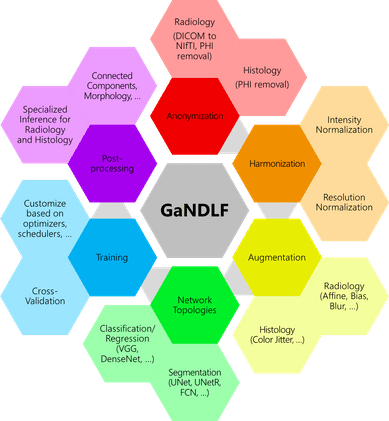 Radiology
(DICOM to
NIfTI, PHI
removal)
Histology
(PHI removal)
Anonymization
Connected
Components,
Morphology, ...
Specialized
Inference for
Radiology
and Histology
Post-
processing
Harmonization
Intensity
Normalization
Resolution
Normalization
GaNDLF
Customize
based on
optimizers,
schedulers, ...
Cross-
Validation
Training
Augmentation
Radiology
(Affine, Bias,
Blur, ...)
Histology
(Color Jitter, ...)
Network
Topologies
Classification/
Regression
(VGG,
DenseNet, ...)
Segmentation
(UNet, UNetR,
FCN, ...)